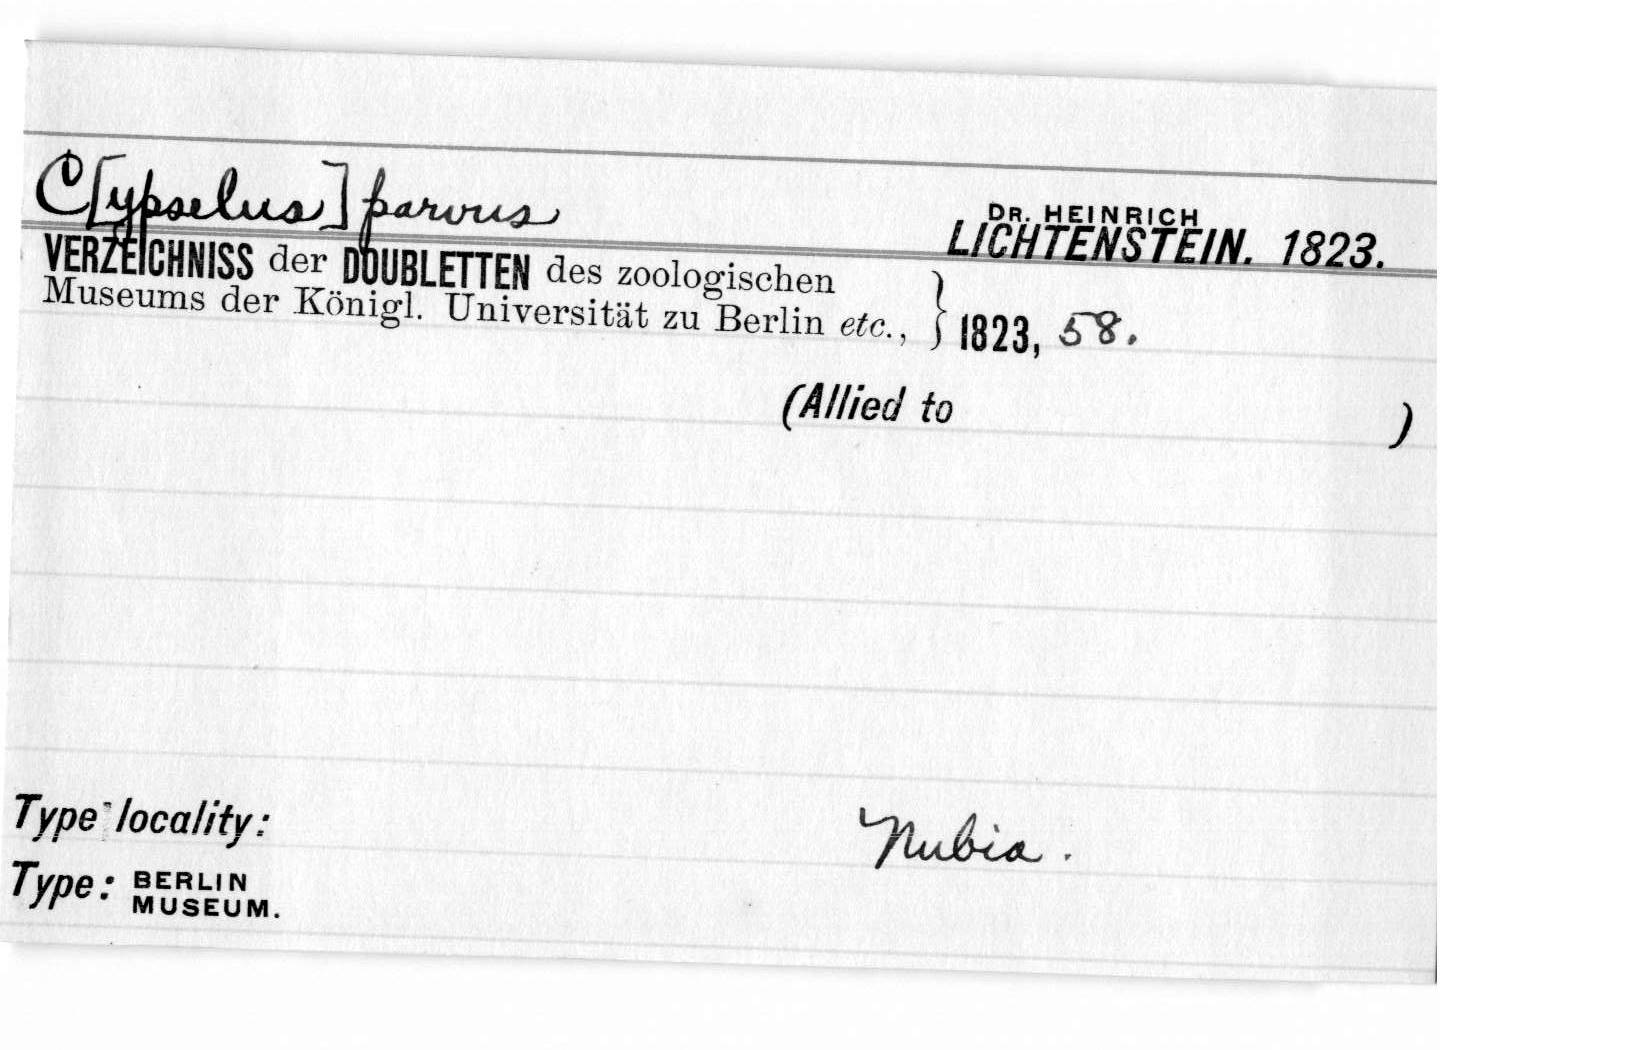 C[ypselus] parvus
DR. HEINRICH
LICHTENSTEIN. 1823.
VERZEICHNISS der DOUBLETTEN des zoologischen
Museums der Königl. Universität zu Berlin etc., } 1823, 58.
(Allied to )
Type locality: Nubia.
Type: BERLIN
MUSEUM.